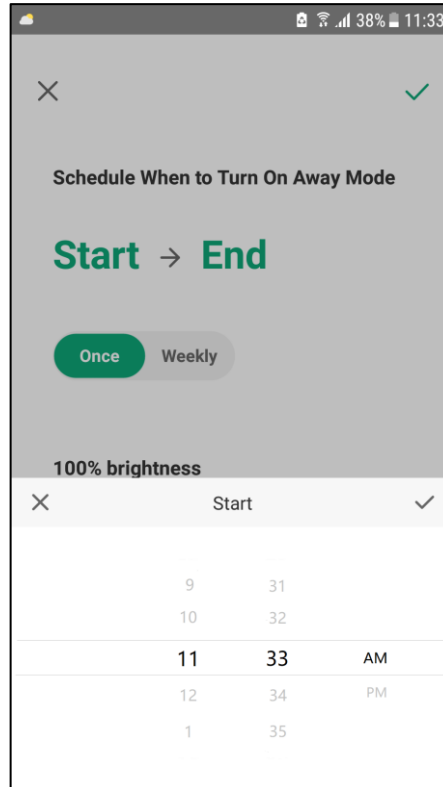 38% 11:33
Schedule When to Turn On Away Mode
Start → End
Once Weekly
100% brightness
Start
9 31
10 32
11 33 AM
12 34 PM
1 35